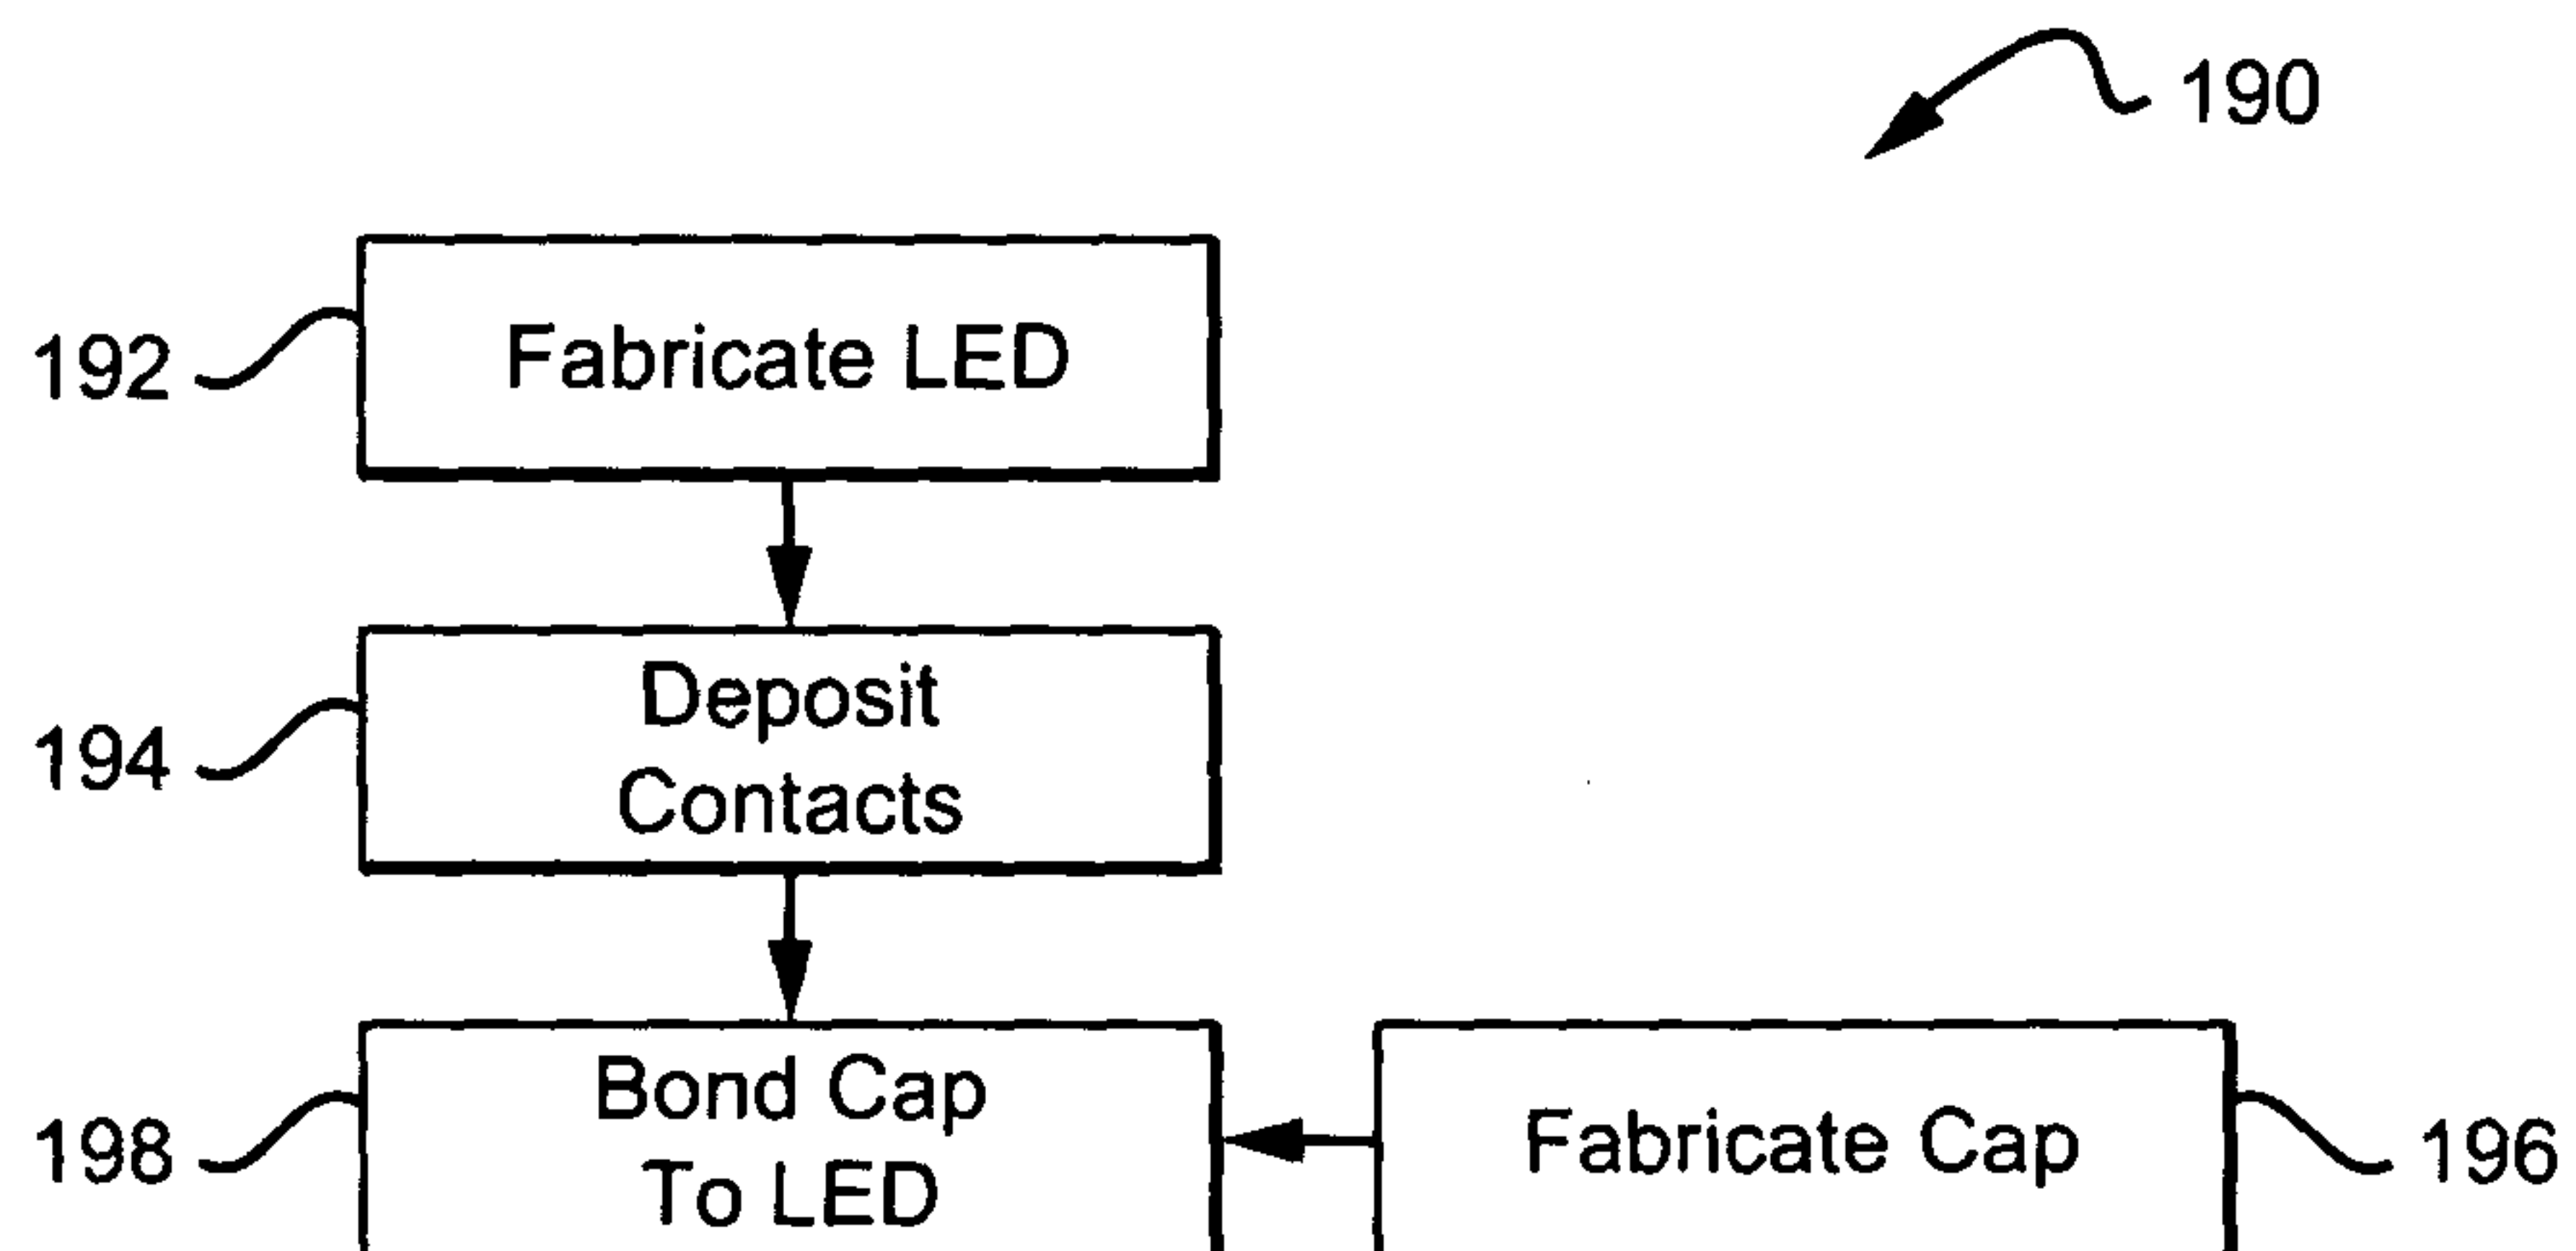 190
192
Fabricate LED
194
Deposit
Contacts
198
Bond Cap
To LED
Fabricate Cap
196